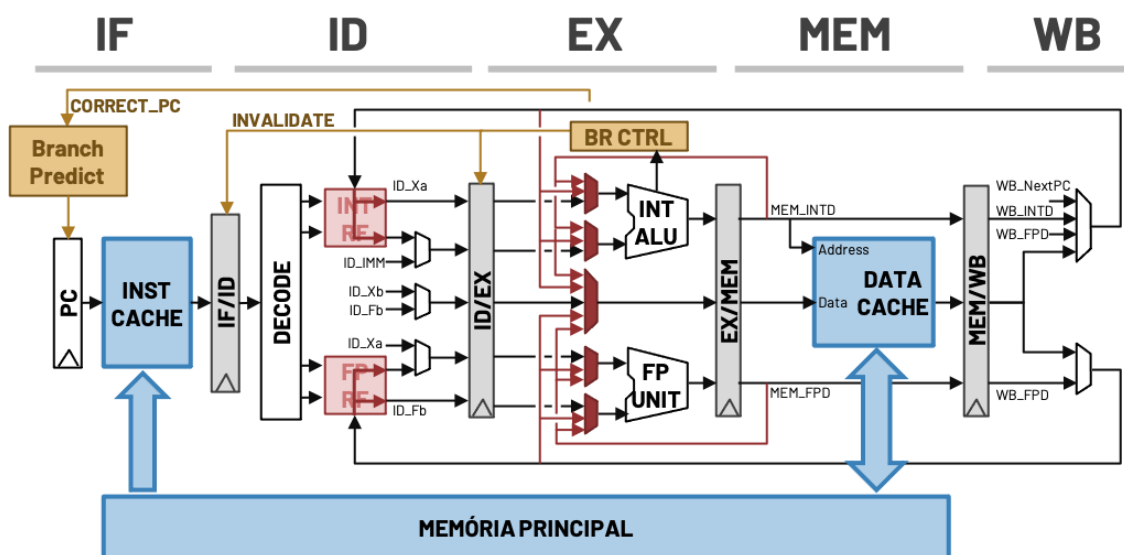 IF
ID
EX
MEM
WB
CORRECT_PC
INVALIDATE
BR CTRL
Branch
Predict
PC
INST
CACHE
IF/ID
DECODE
INT
RF
ID_Xa
ID_IMM
ID_Xb
ID_Fb
ID_Xa
FP
RF
ID_Fb
ID/EX
INT
ALU
FP
UNIT
EX/MEM
MEM_INTD
Address
Data
DATA
CACHE
MEM_FPD
MEM/WB
WB_NextPC
WB_INTD
WB_FPD
WB_FPD
MEMÓRIA PRINCIPAL